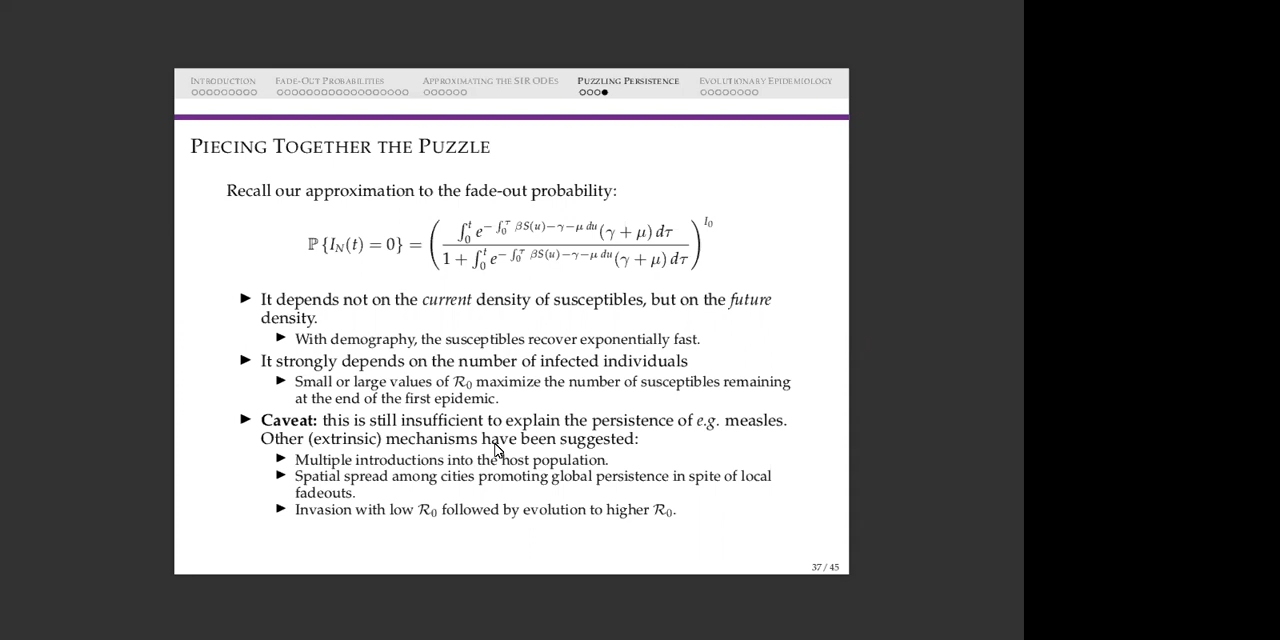 INTRODUCTION FADE-OUT PROBABILITIES APPROXIMATING THE SIR ODES PUZZLING PERSISTENCE EVOLUTIONARY EPIDEMIOLOGY
PIECING TOGETHER THE PUZZLE
Recall our approximation to the fade-out probability:
ℙ {I_N(t) = 0} = ( ∫_0^t e^{− ∫_0^τ βS(u)−γ−μ du}(γ + μ) dτ / 1 + ∫_0^t e^{− ∫_0^τ βS(u)−γ−μ du}(γ + μ) dτ )^{I_0}
▶ It depends not on the current density of susceptibles, but on the future
density.
▶ With demography, the susceptibles recover exponentially fast.
▶ It strongly depends on the number of infected individuals
▶ Small or large values of ℛ₀ maximize the number of susceptibles remaining
at the end of the first epidemic.
▶ Caveat: this is still insufficient to explain the persistence of e.g. measles.
Other (extrinsic) mechanisms have been suggested:
▶ Multiple introductions into the host population.
▶ Spatial spread among cities promoting global persistence in spite of local
fadeouts.
▶ Invasion with low ℛ₀ followed by evolution to higher ℛ₀.
37 / 45